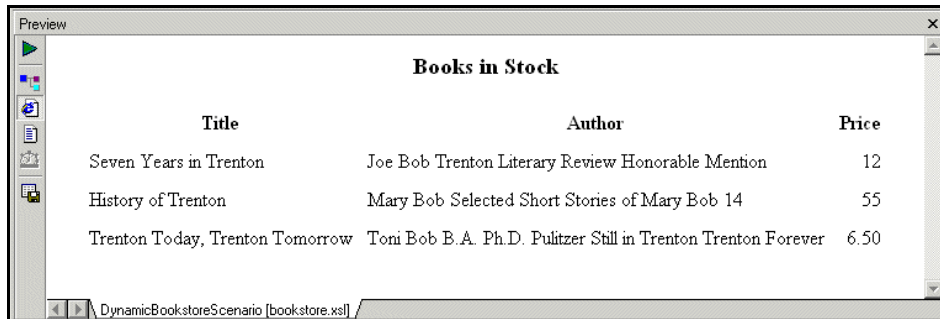 Preview
Books in Stock
Title Author Price
Seven Years in Trenton Joe Bob Trenton Literary Review Honorable Mention 12
History of Trenton Mary Bob Selected Short Stories of Mary Bob 14 55
Trenton Today, Trenton Tomorrow Toni Bob B.A. Ph.D. Pulitzer Still in Trenton Trenton Forever 6.50
DynamicBookstoreScenario [bookstore.xsl]